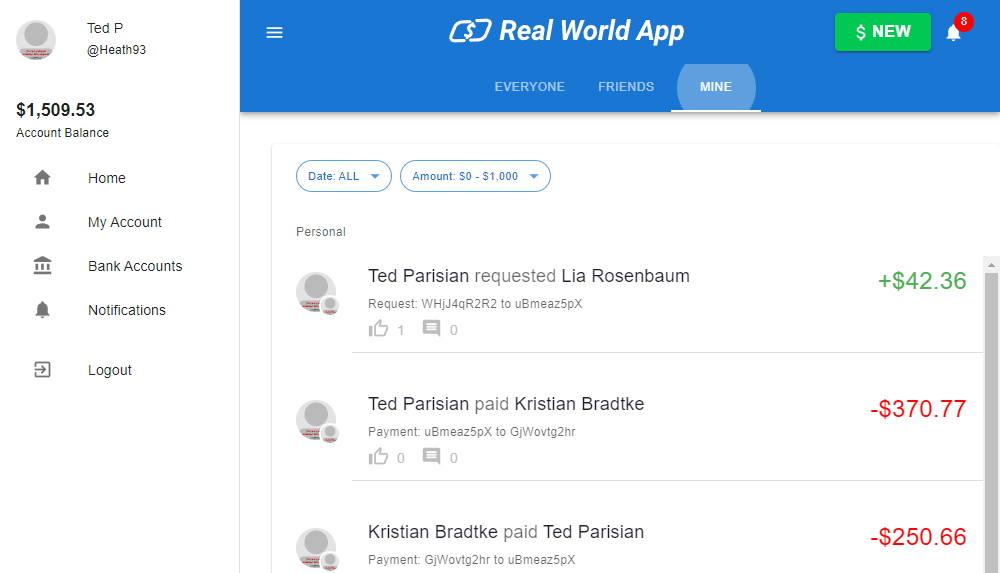 Ted P
@Heath93
$1,509.53
Account Balance
Home
My Account
Bank Accounts
Notifications
Logout
Real World App
$ NEW
8
EVERYONE
FRIENDS
MINE
Date: ALL
Amount: $0 - $1,000
Personal
Ted Parisian requested Lia Rosenbaum
+$42.36
Request: WHjJ4qR2R2 to uBmeaz5pX
1
0
Ted Parisian paid Kristian Bradtke
-$370.77
Payment: uBmeaz5pX to GjWovtg2hr
0
0
Kristian Bradtke paid Ted Parisian
-$250.66
Payment: GjWovtg2hr to uBmeaz5pX